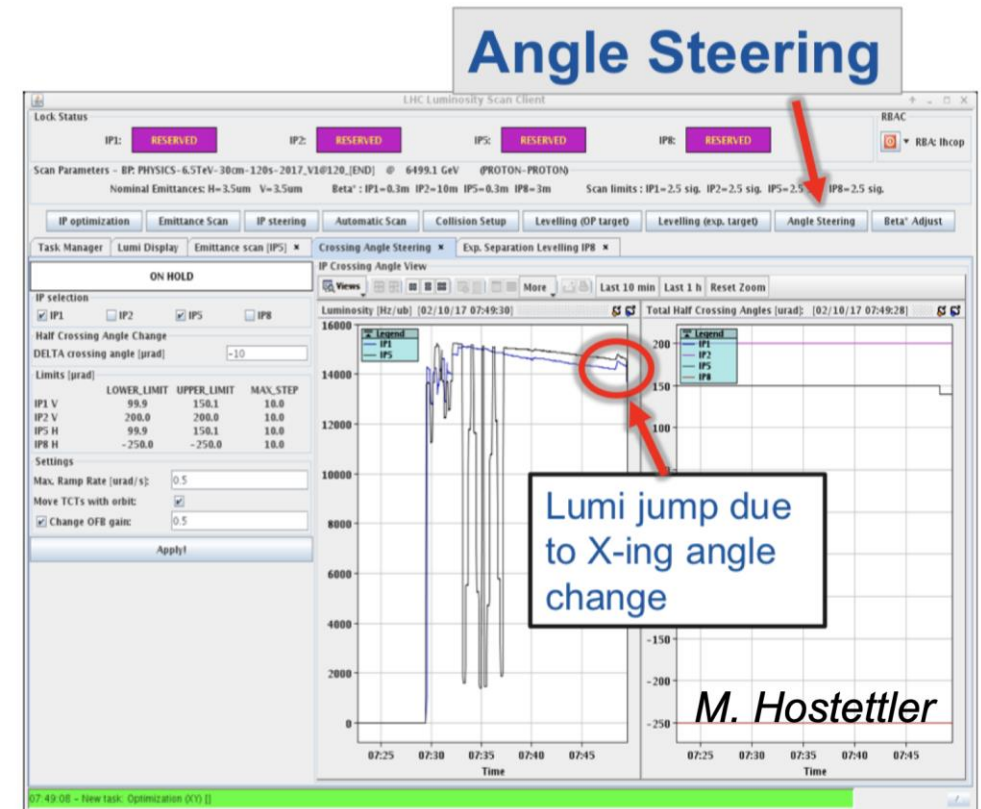 Angle Steering
LHC Luminosity Scan Client
Lock Status
RBAC
IP1: RESERVED IP2: RESERVED IP5: RESERVED IP8: RESERVED
RBA: lhcop
Scan Parameters - BP: PHYSICS-6.5TeV-30cm-120s-2017_V1@120_[END] @ 6499.1 GeV (PROTON-PROTON)
Nominal Emittances: H=3.5um V=3.5um Beta* : IP1=0.3m IP2=10m IP5=0.3m IP8=3m Scan limits : IP1=2.5 sig. IP2=2.5 sig. IP5=2.5 IP8=2.5 sig.
IP optimization Emittance Scan IP steering Automatic Scan Collision Setup Levelling (OP target) Levelling (exp. target) Angle Steering Beta* Adjust
Task Manager Lumi Display Emittance scan [IP5] Crossing Angle Steering Exp. Separation Levelling IP8
ON HOLD
IP selection
IP1 IP2 IP5 IP8
Half Crossing Angle Change
DELTA crossing angle [µrad] -10
Limits [µrad]
LOWER_LIMIT UPPER_LIMIT MAX_STEP
IP1 V 99.9 150.1 10.0
IP2 V 200.0 200.0 10.0
IP5 H 99.9 150.1 10.0
IP8 H -250.0 -250.0 10.0
Settings
Max. Ramp Rate [urad/s]: 0.5
Move TCTs with orbit:
Change OFB gain: 0.5
Apply!
IP Crossing Angle View
Views More Last 10 min Last 1 h Reset Zoom
Luminosity [Hz/ub] [02/10/17 07:49:30]
Legend
IP1
IP5
16000
14000
12000
10000
8000
6000
4000
2000
0
07:25 07:30 07:35 07:40 07:45
Time
Total Half Crossing Angles [urad]: [02/10/17 07:49:28]
Legend
IP1
IP2
IP5
IP8
200
150
100
-150
-200
-250
07:25 07:30 07:35 07:40 07:45
Time
Lumi jump due
to X-ing angle
change
M. Hostettler
07:49:08 - New task: Optimization (XY) []